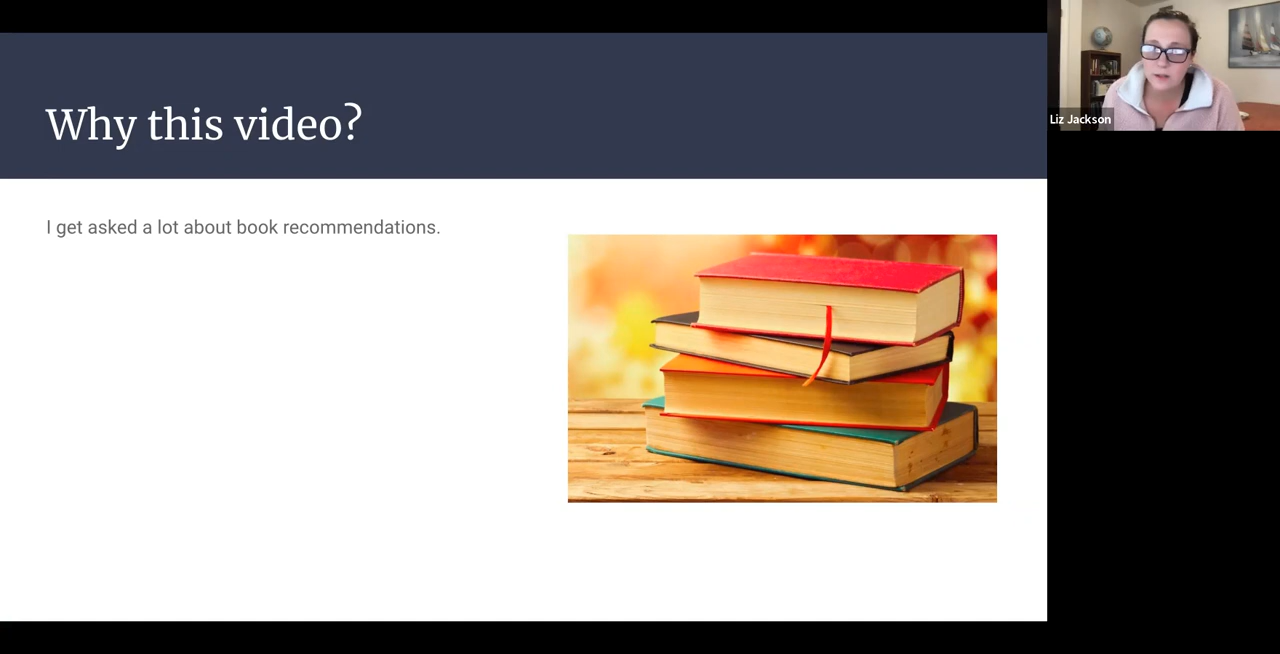 Why this video?
I get asked a lot about book recommendations.
Liz Jackson